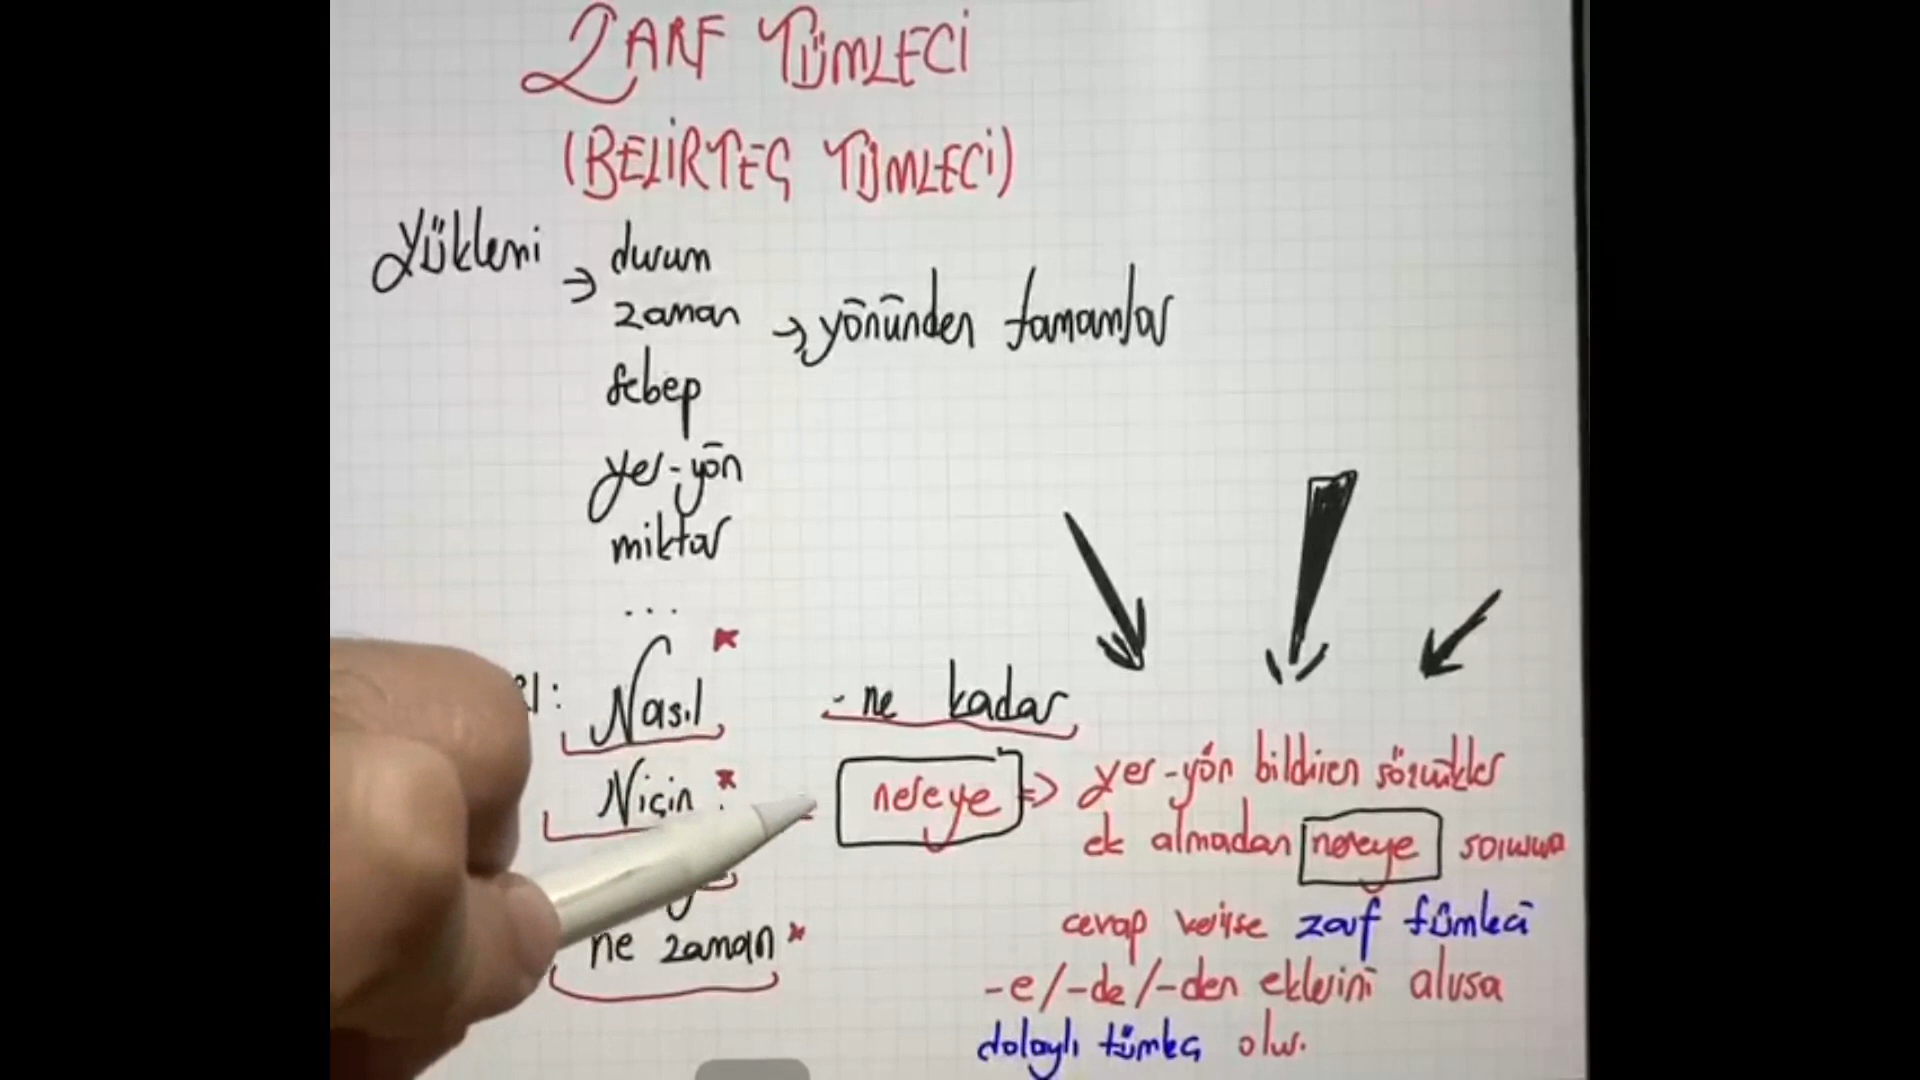 ZARF TÜMLECİ
(BELİRTEÇ TÜMLECİ)
Yüklemi → durum
zaman → yönünden tamamlar
sebep
yer-yön
miktar
...
Nasıl - ne kadar
Niçin nereye ⇒ yer-yön bildiren sözcükler
ek almadan nereye sorusuna
ne zaman cevap verirse zarf tümleci
-e/-de/-den eklerini alırsa
dolaylı tümleç olur.